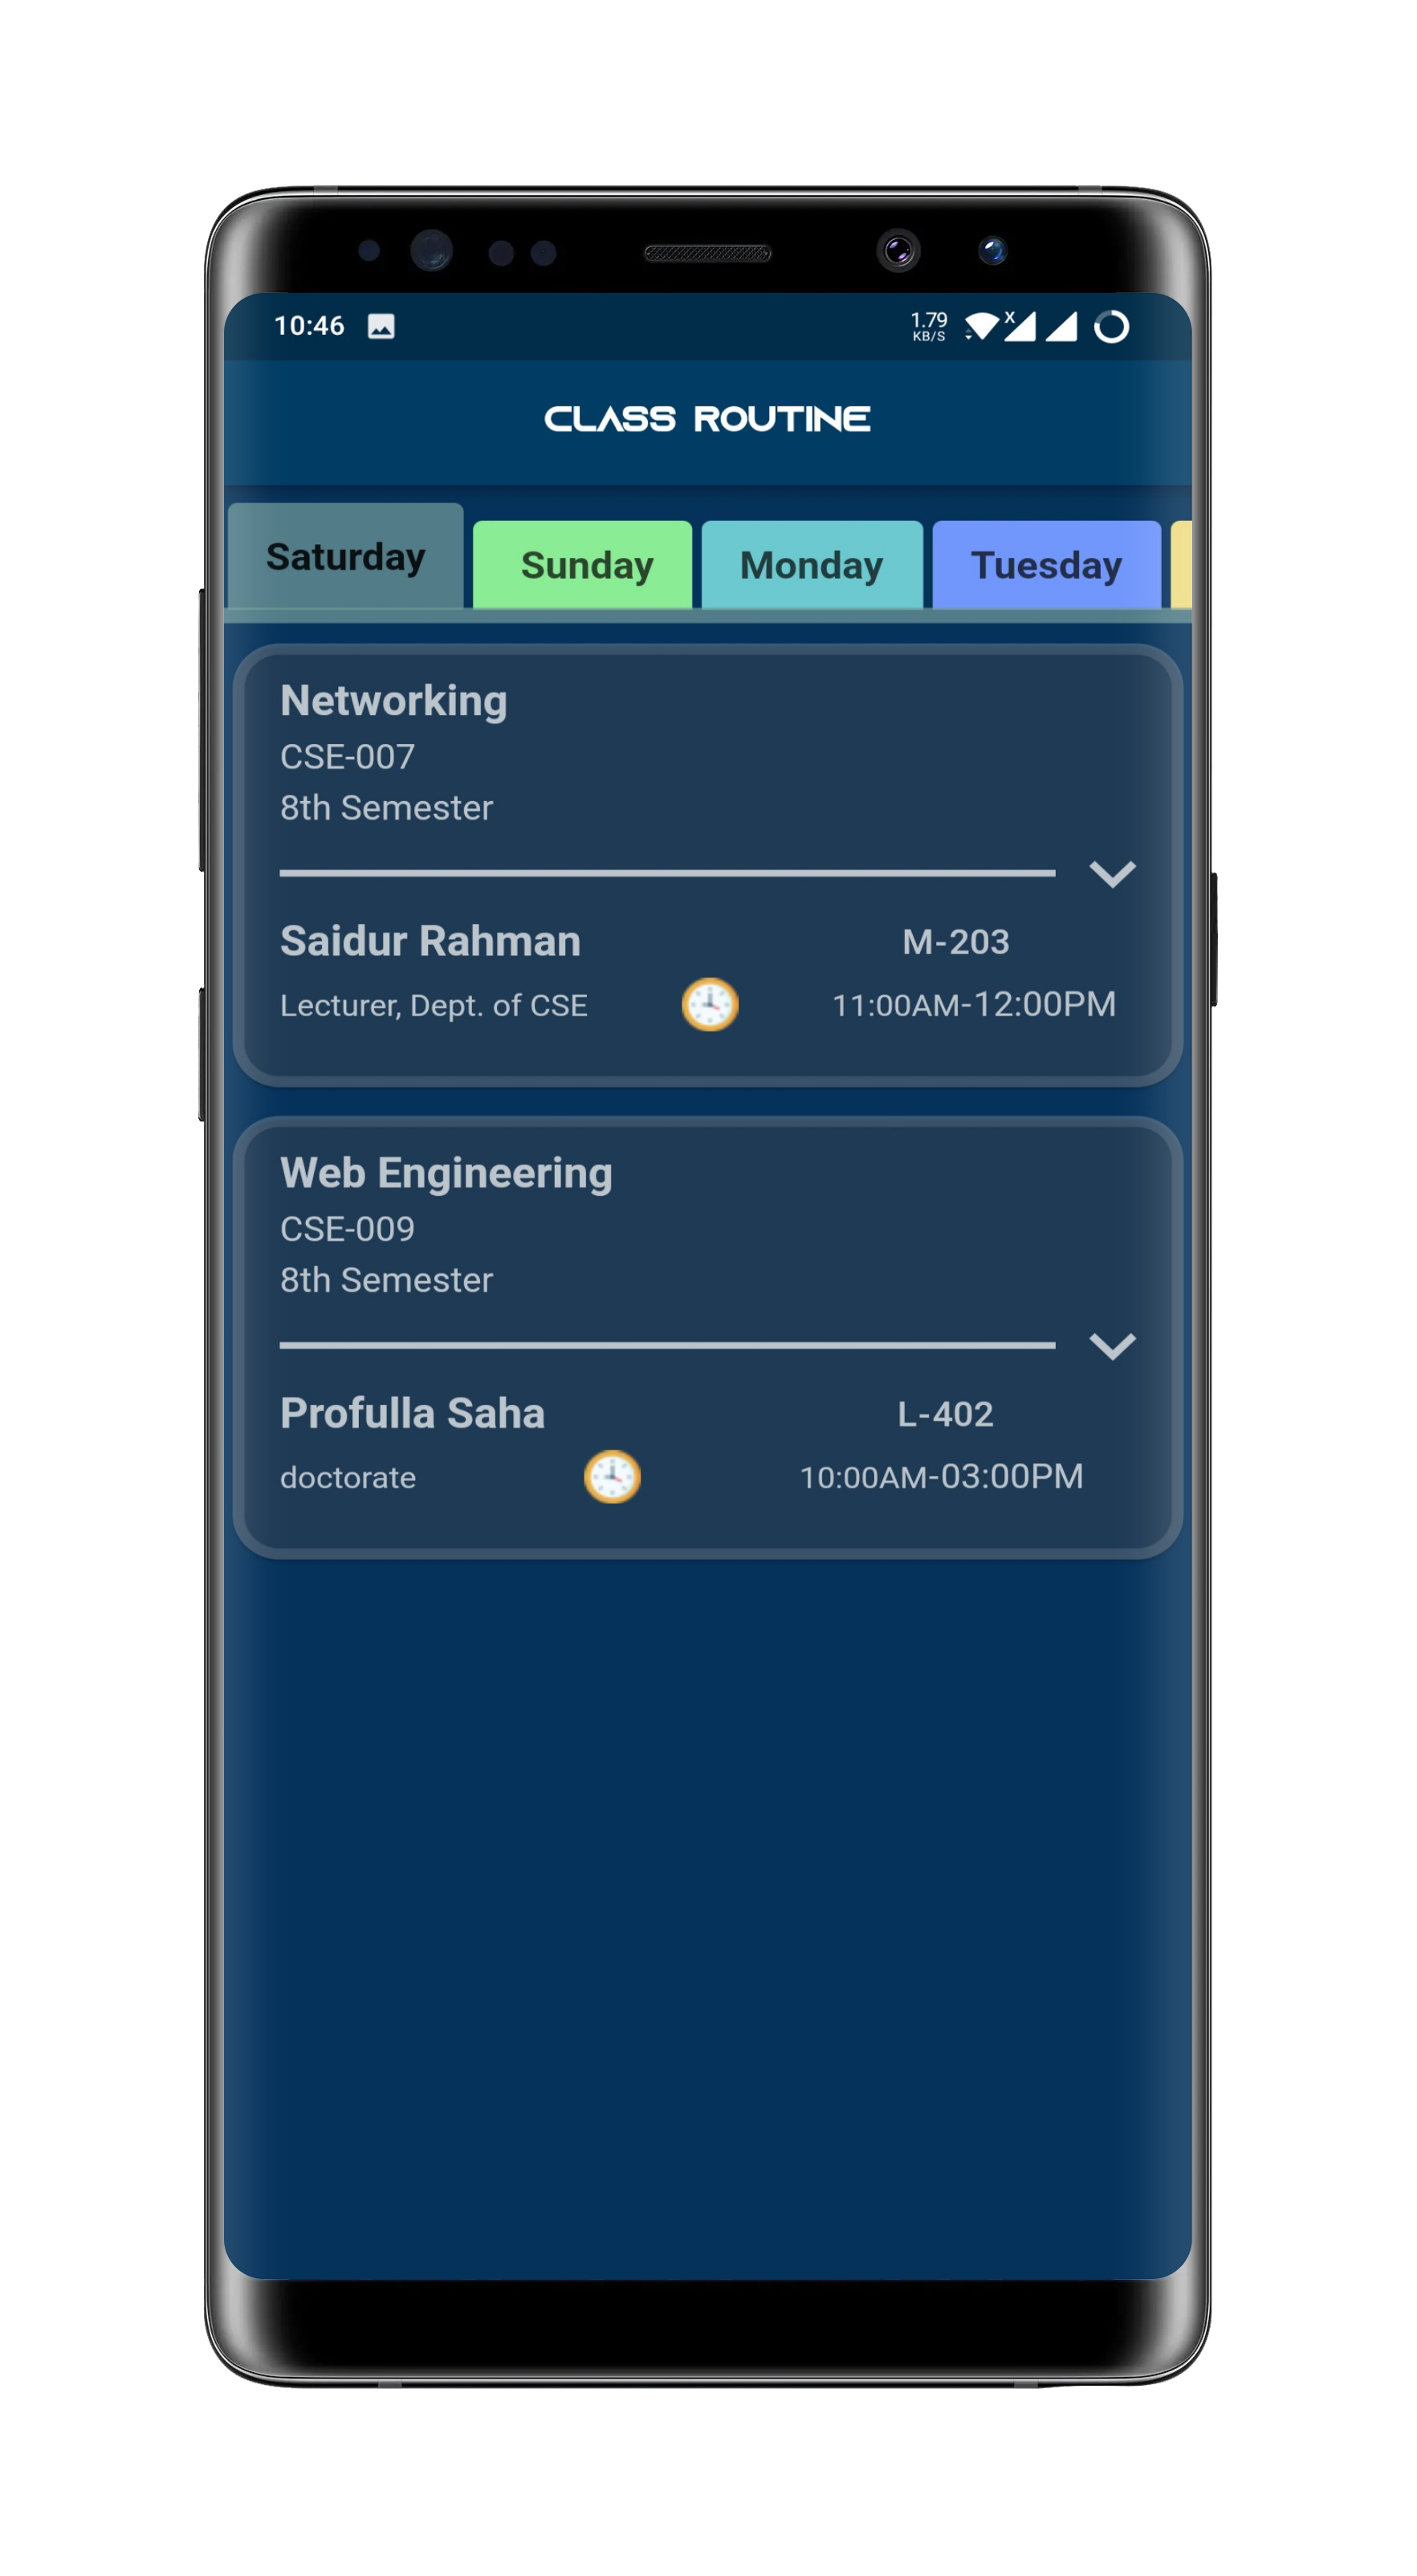 10:46
1.79
KB/S
X
CLASS ROUTINE
Saturday
Sunday
Monday
Tuesday
Networking
CSE-007
8th Semester
Saidur Rahman
M-203
Lecturer, Dept. of CSE
11:00AM-12:00PM
Web Engineering
CSE-009
8th Semester
Profulla Saha
L-402
doctorate
10:00AM-03:00PM